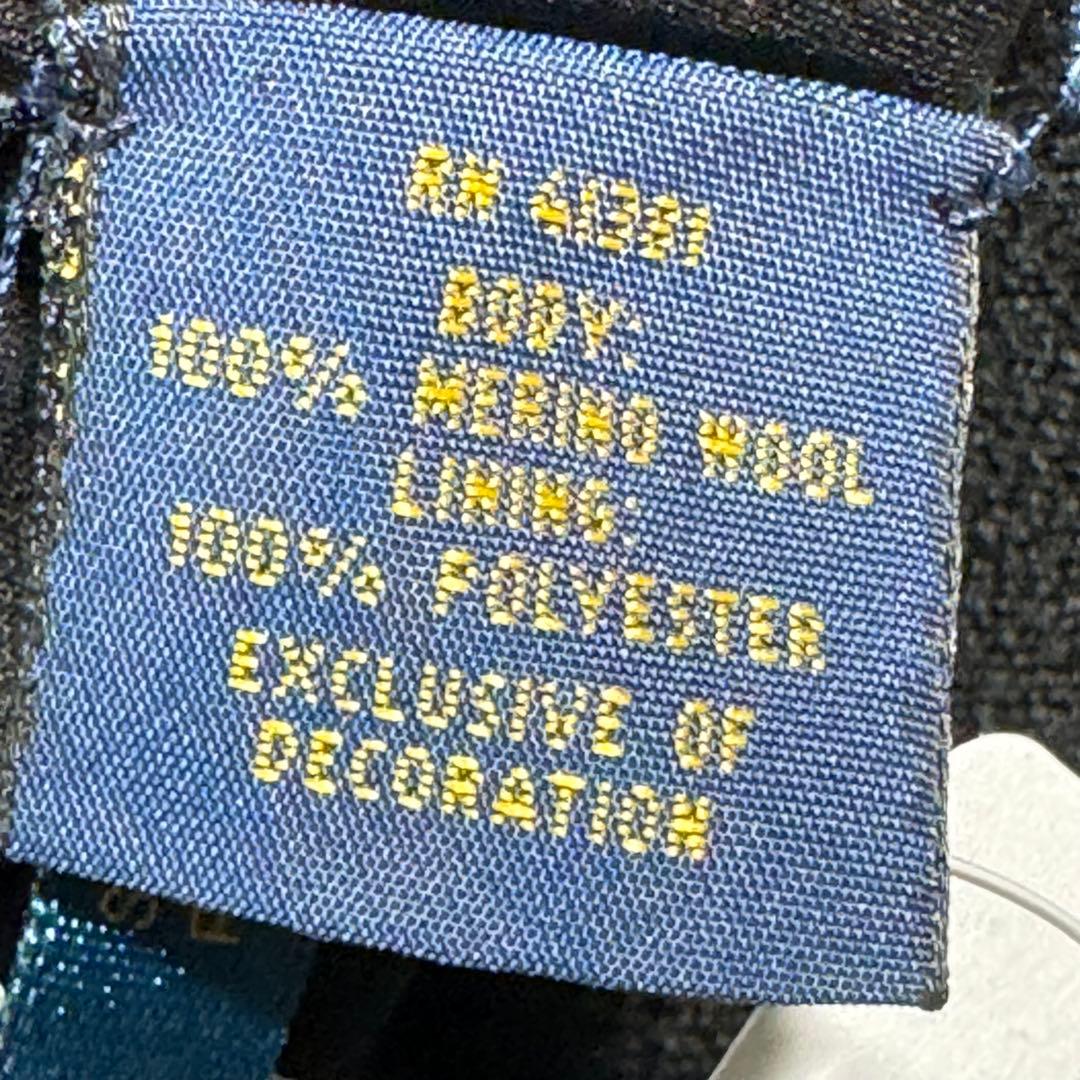 RN 41381
BODY:
100% MERINO WOOL
LINING:
100% POLYESTER
EXCLUSIVE OF
DECORATION